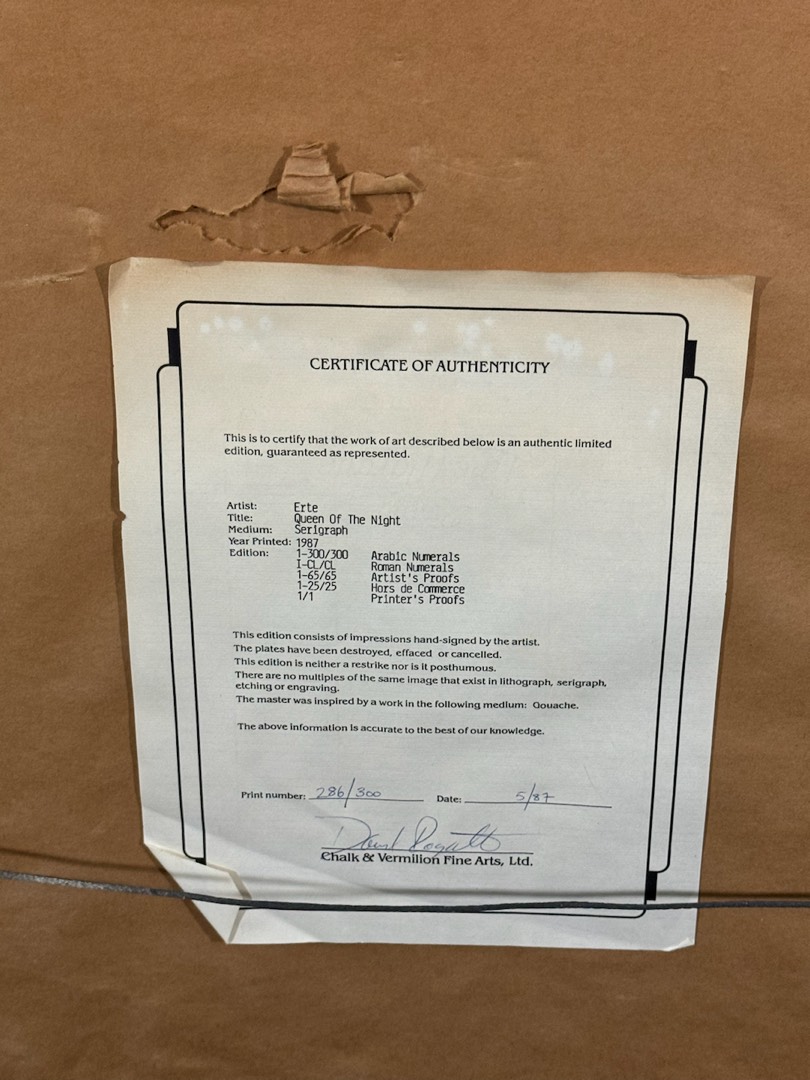 CERTIFICATE OF AUTHENTICITY
This is to certify that the work of art described below is an authentic limited
edition, guaranteed as represented.
Artist: Erte
Title: Queen Of The Night
Medium: Serigraph
Year Printed: 1987
Edition: 1-300/300 Arabic Numerals
I-CL/CL Roman Numerals
1-65/65 Artist's Proofs
1-25/25 Hors de Commerce
1/1 Printer's Proofs
This edition consists of impressions hand-signed by the artist.
The plates have been destroyed, effaced or cancelled.
This edition is neither a restrike nor is it posthumous.
There are no multiples of the same image that exist in lithograph, serigraph,
etching or engraving.
The master was inspired by a work in the following medium: Gouache.
The above information is accurate to the best of our knowledge.
Print number: 286/300 Date: 5/87
Chalk & Vermilion Fine Arts, Ltd.